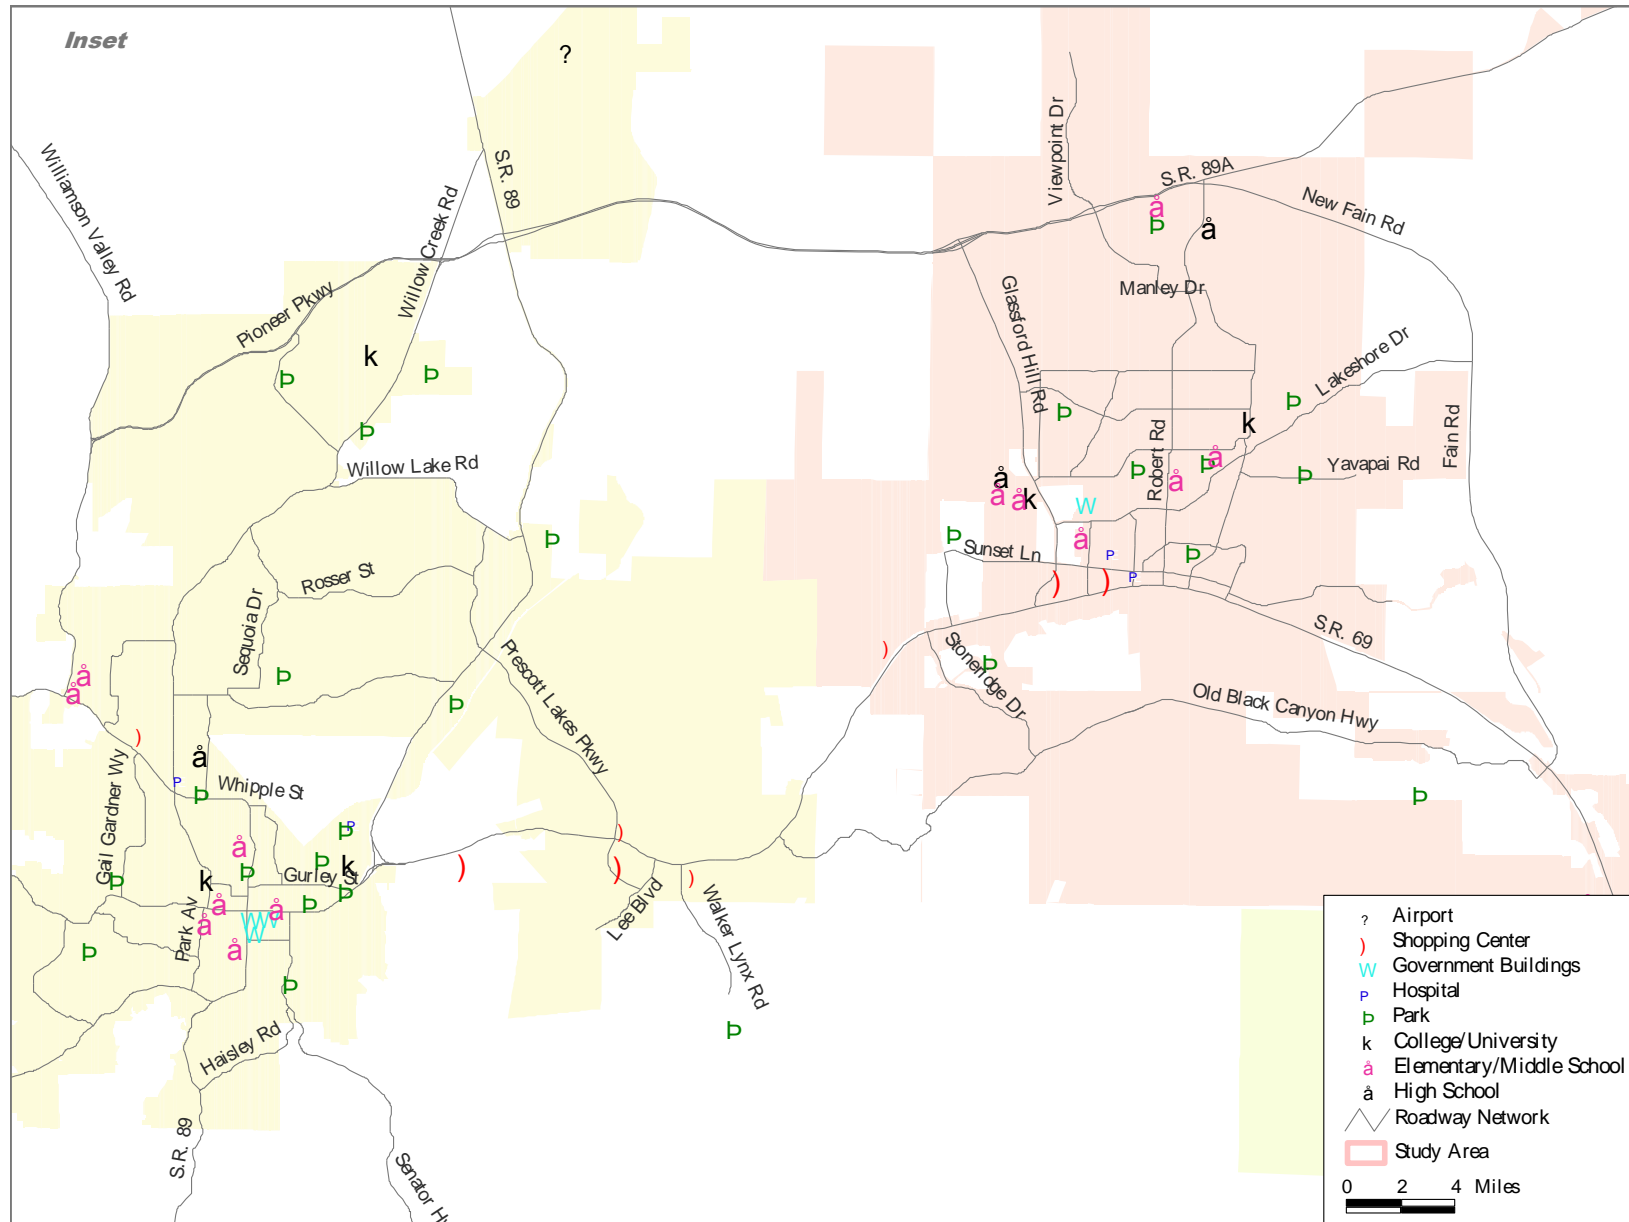 Inset
?
Williamson Valley Rd
Willow Creek Rd
S.R. 89
Viewpoint Dr
S.R. 89A
New Fain Rd
Pioneer Pkwy
Glassford Hill Rd
Manley Dr
Lakeshore Dr
Willow Lake Rd
Robert Rd
Yavapai Rd
Fain Rd
Sunset Ln
Rosser St
Sequoia Dr
S.R. 69
Stoneridge Dr
Prescott Lakes Pkwy
Old Black Canyon Hwy
Gail Gardner Wy
Whipple St
Gurley St
Park Av
Lee Blvd
Walker Lynx Rd
Haisley Rd
S.R. 89
Senator H
? Airport
) Shopping Center
W Government Buildings
P Hospital
Þ Park
k College/University
å Elementary/Middle School
å High School
Roadway Network
Study Area
0 2 4 Miles